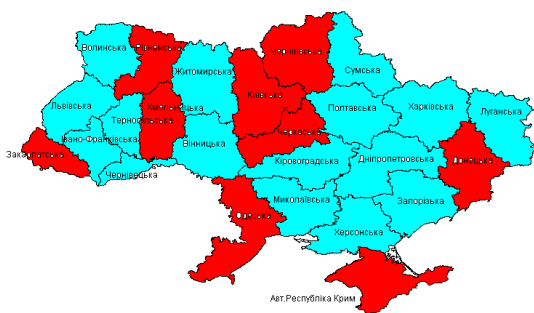 Волинська
Рівненська
Чернігівська
Житомирська
Сумська
Київська
Львівська
Хмельницька
Полтавська
Харківська
Луганська
Тернопільська
Черкаська
Івано-Франківська
Вінницька
Закарпатська
Кіровоградська
Дніпропетровська
Донецька
Чернівецька
Миколаївська
Запорізька
Одеська
Херсонська
Авт.Республіка Крим